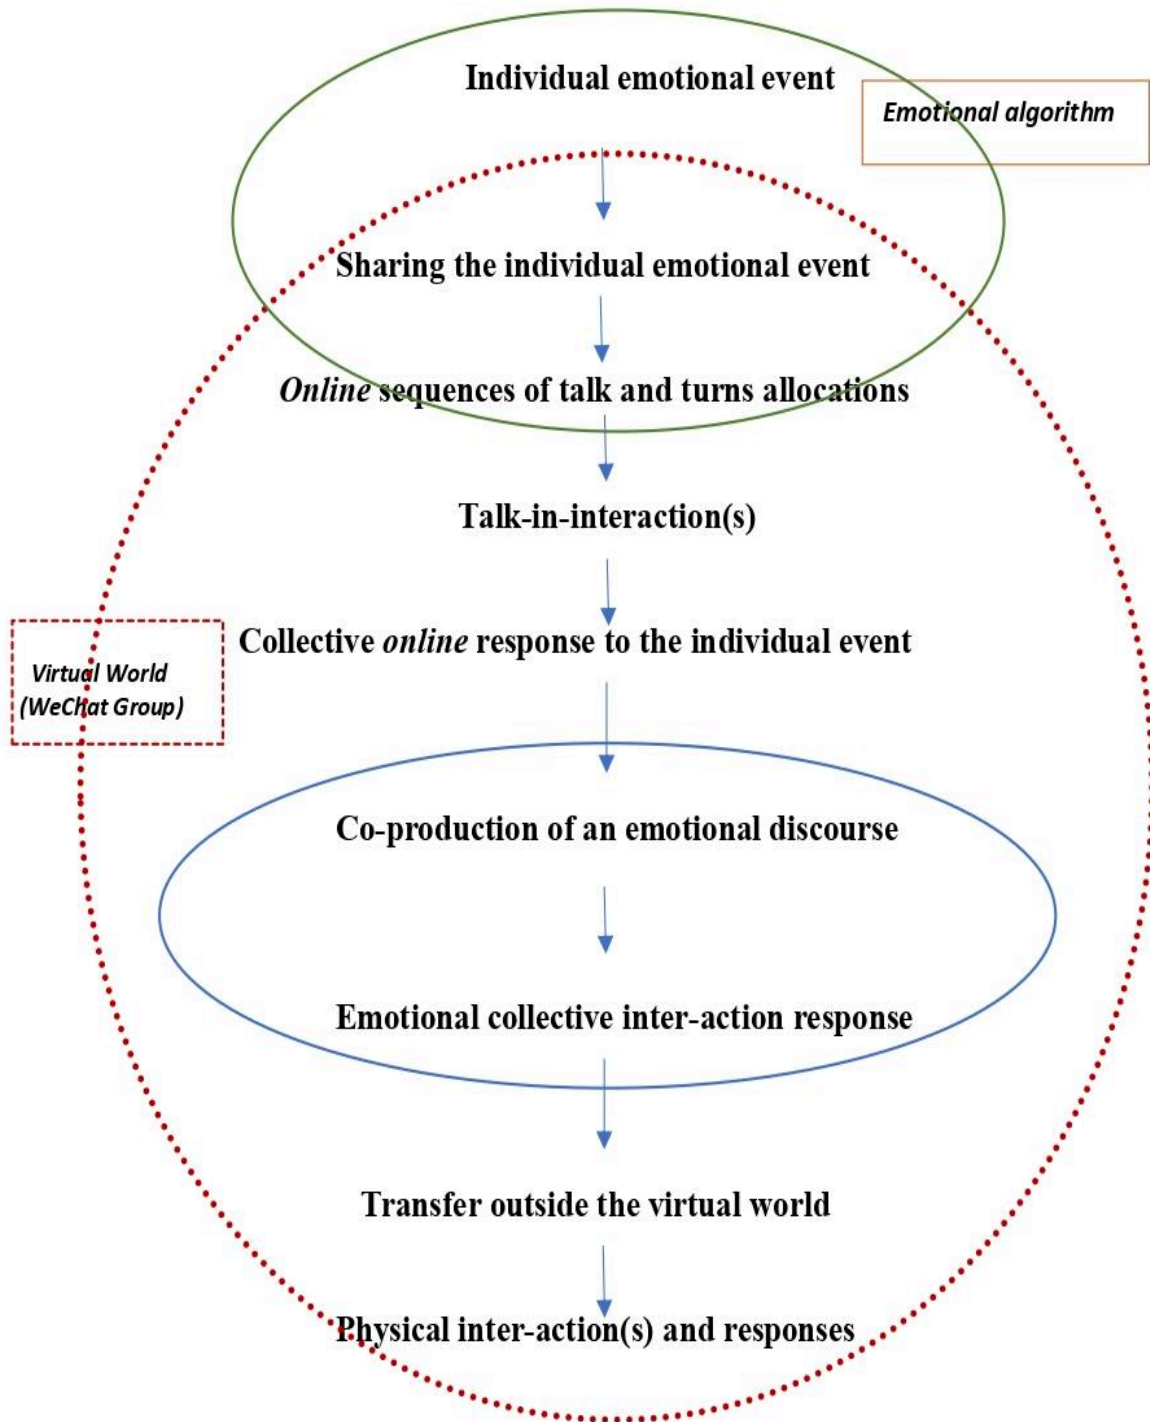 Individual emotional event
Emotional algorithm
Sharing the individual emotional event
Online sequences of talk and turns allocations
Talk-in-interaction(s)
Collective online response to the individual event
Virtual World
(WeChat Group)
Co-production of an emotional discourse
Emotional collective inter-action response
Transfer outside the virtual world
Physical inter-action(s) and responses